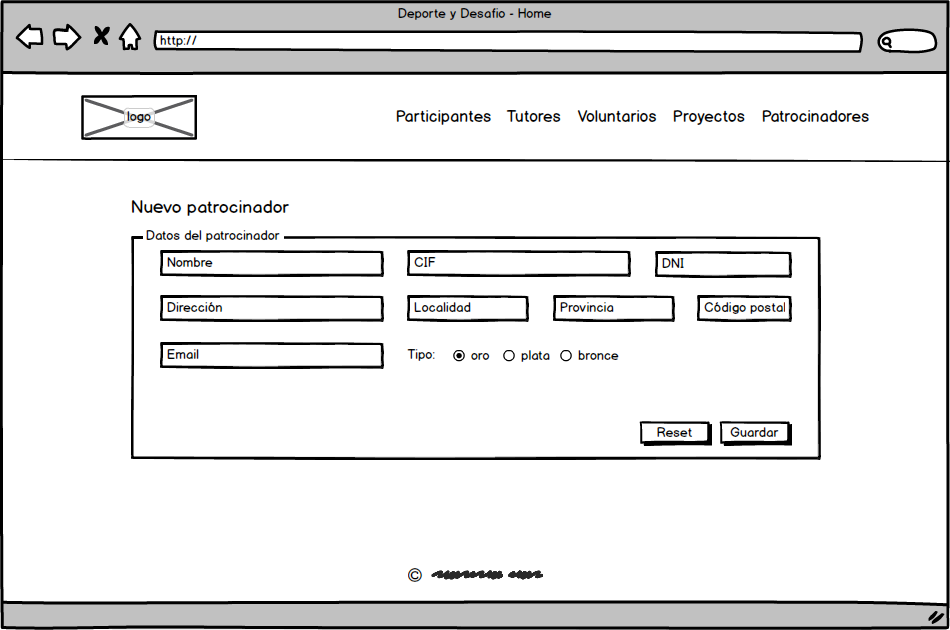 Deporte y Desafio - Home
http://
logo
Participantes Tutores Voluntarios Proyectos Patrocinadores
Nuevo patrocinador
Datos del patrocinador
Nombre CIF DNI
Dirección Localidad Provincia Código postal
Email Tipo: oro plata bronce
Reset Guardar
©